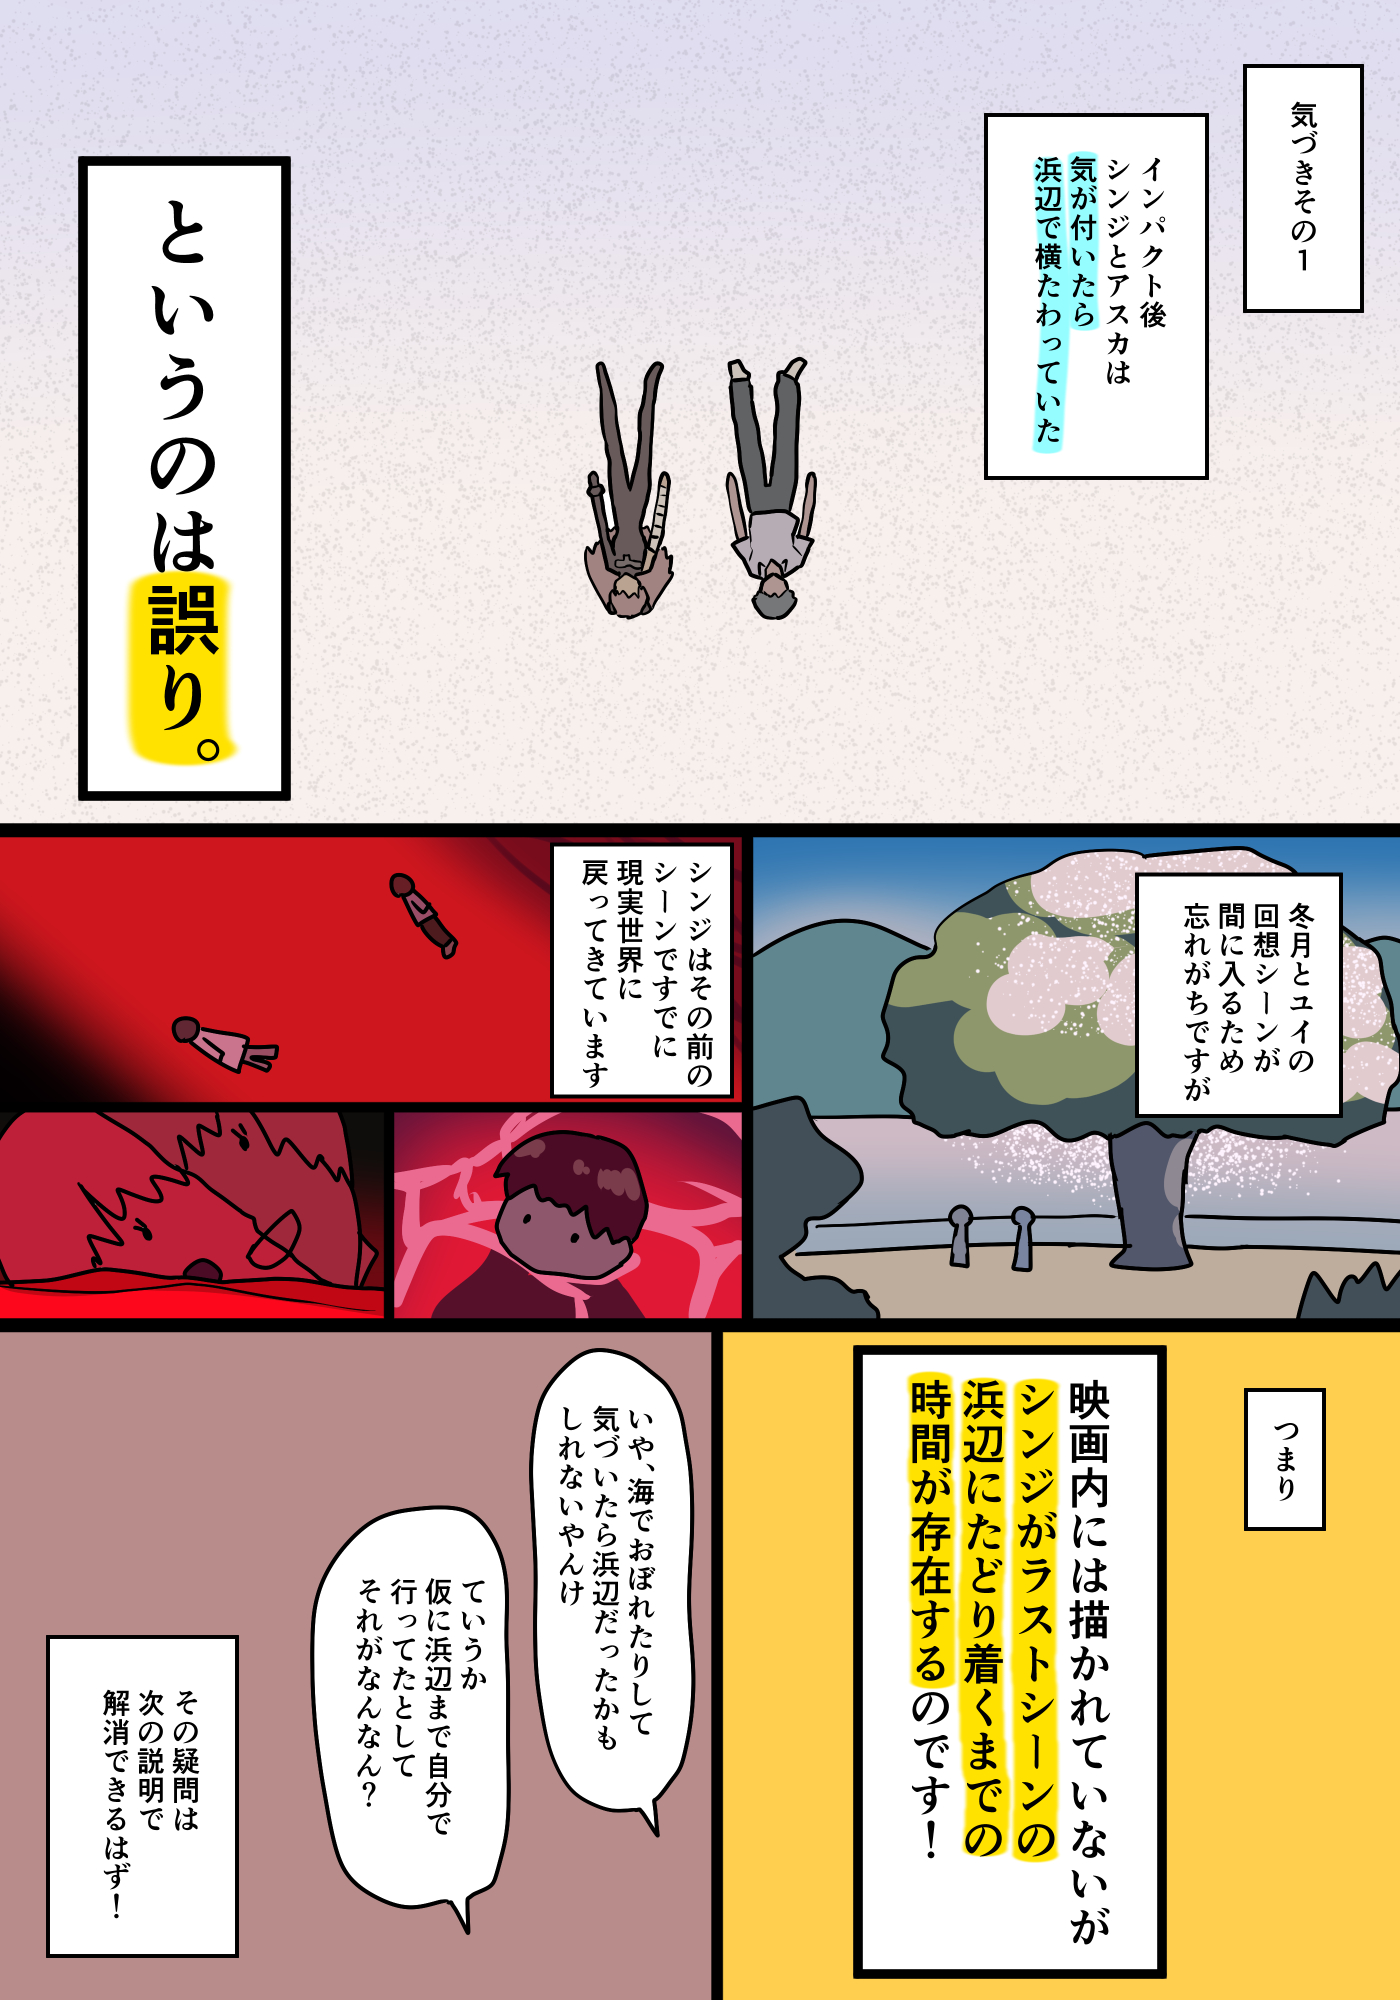 気づきその1
インパクト後
シンジとアスカは
気が付いたら
浜辺で横たわっていた
というのは誤り。
冬月とユイの
回想シーンが
間に入るため
忘れがちですが
シンジはその前の
シーンですでに
現実世界に
戻ってきています
つまり
映画内には描かれていないが
シンジがラストシーンの
浜辺にたどり着くまでの
時間が存在するのです！
いや、海でおぼれたりして
気づいたら浜辺だったかも
しれないやんけ
ていうか
仮に浜辺まで自分で
行ってたとして
それがなんなん？
その疑問は
次の説明で
解消できるはず！